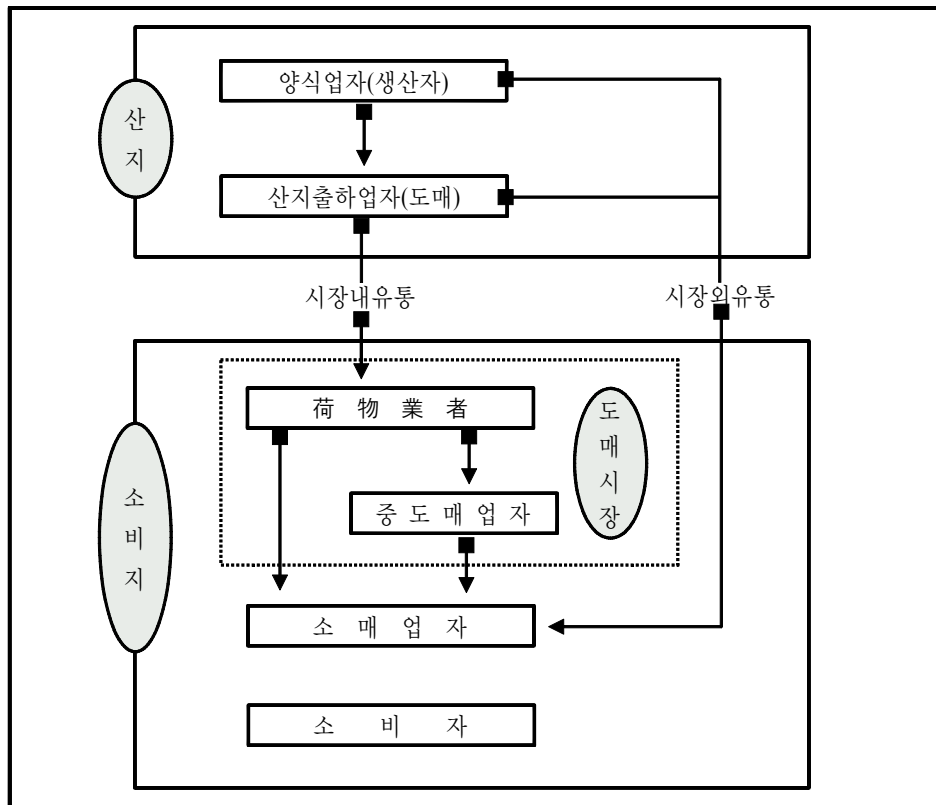 양식업자(생산자)
산지
산지출하업자(도매)
시장내유통
시장외유통
荷 物 業 者
도매시장
중 도 매 업 자
소비지
소 매 업 자
소 비 자